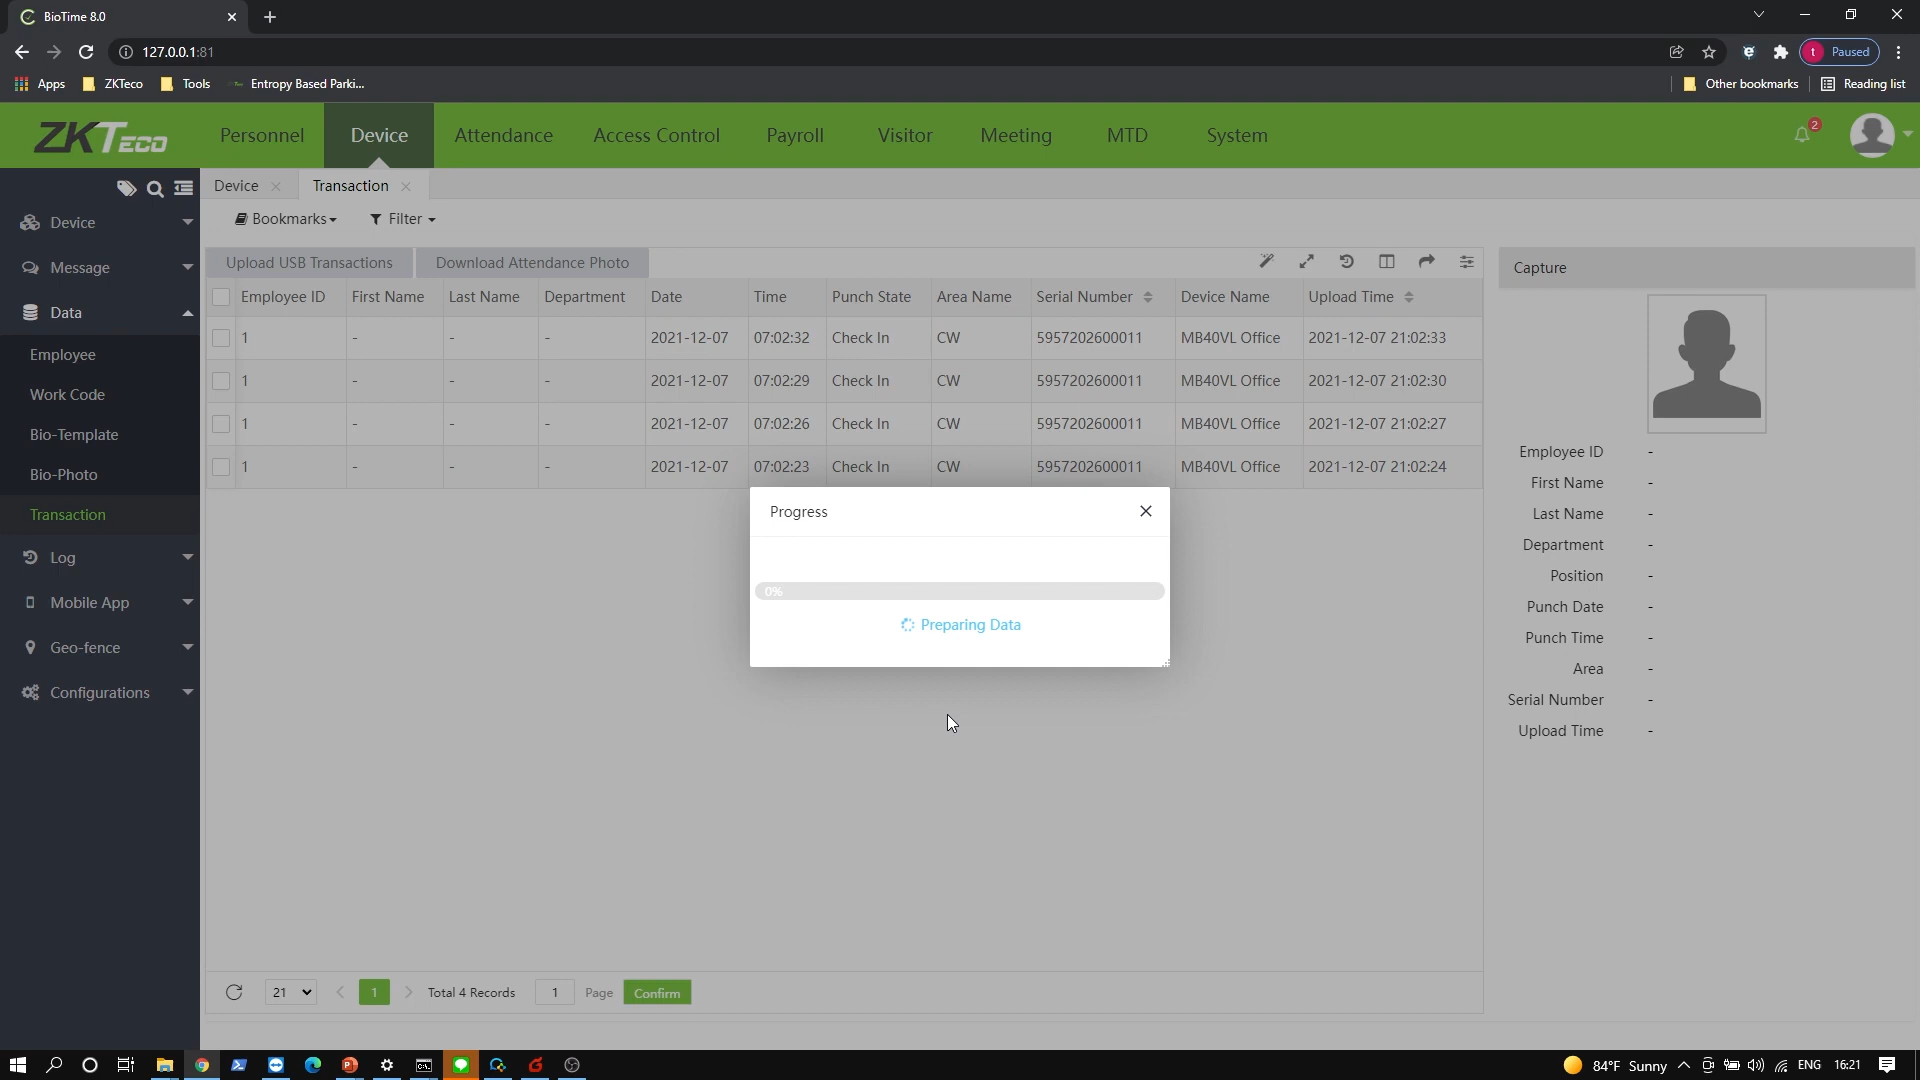 BioTime 8.0
127.0.0.1:81
Paused
Apps ZKTeco Tools Entropy Based Parki... Other bookmarks Reading list
ZKTeco Personnel Device Attendance Access Control Payroll Visitor Meeting MTD System 2
Device Transaction
Bookmarks Filter
Device
Message
Data
Employee
Work Code
Bio-Template
Bio-Photo
Transaction
Log
Mobile App
Geo-fence
Configurations
Upload USB Transactions Download Attendance Photo
Employee ID First Name Last Name Department Date Time Punch State Area Name Serial Number Device Name Upload Time
1 - - - 2021-12-07 07:02:32 Check In CW 5957202600011 MB40VL Office 2021-12-07 21:02:33
1 - - - 2021-12-07 07:02:29 Check In CW 5957202600011 MB40VL Office 2021-12-07 21:02:30
1 - - - 2021-12-07 07:02:26 Check In CW 5957202600011 MB40VL Office 2021-12-07 21:02:27
1 - - - 2021-12-07 07:02:23 Check In CW 5957202600011 MB40VL Office 2021-12-07 21:02:24
Progress
0%
Preparing Data
21 1 Total 4 Records 1 Page Confirm
Capture
Employee ID -
First Name -
Last Name -
Department -
Position -
Punch Date -
Punch Time -
Area -
Serial Number -
Upload Time -
84°F Sunny ENG 16:21